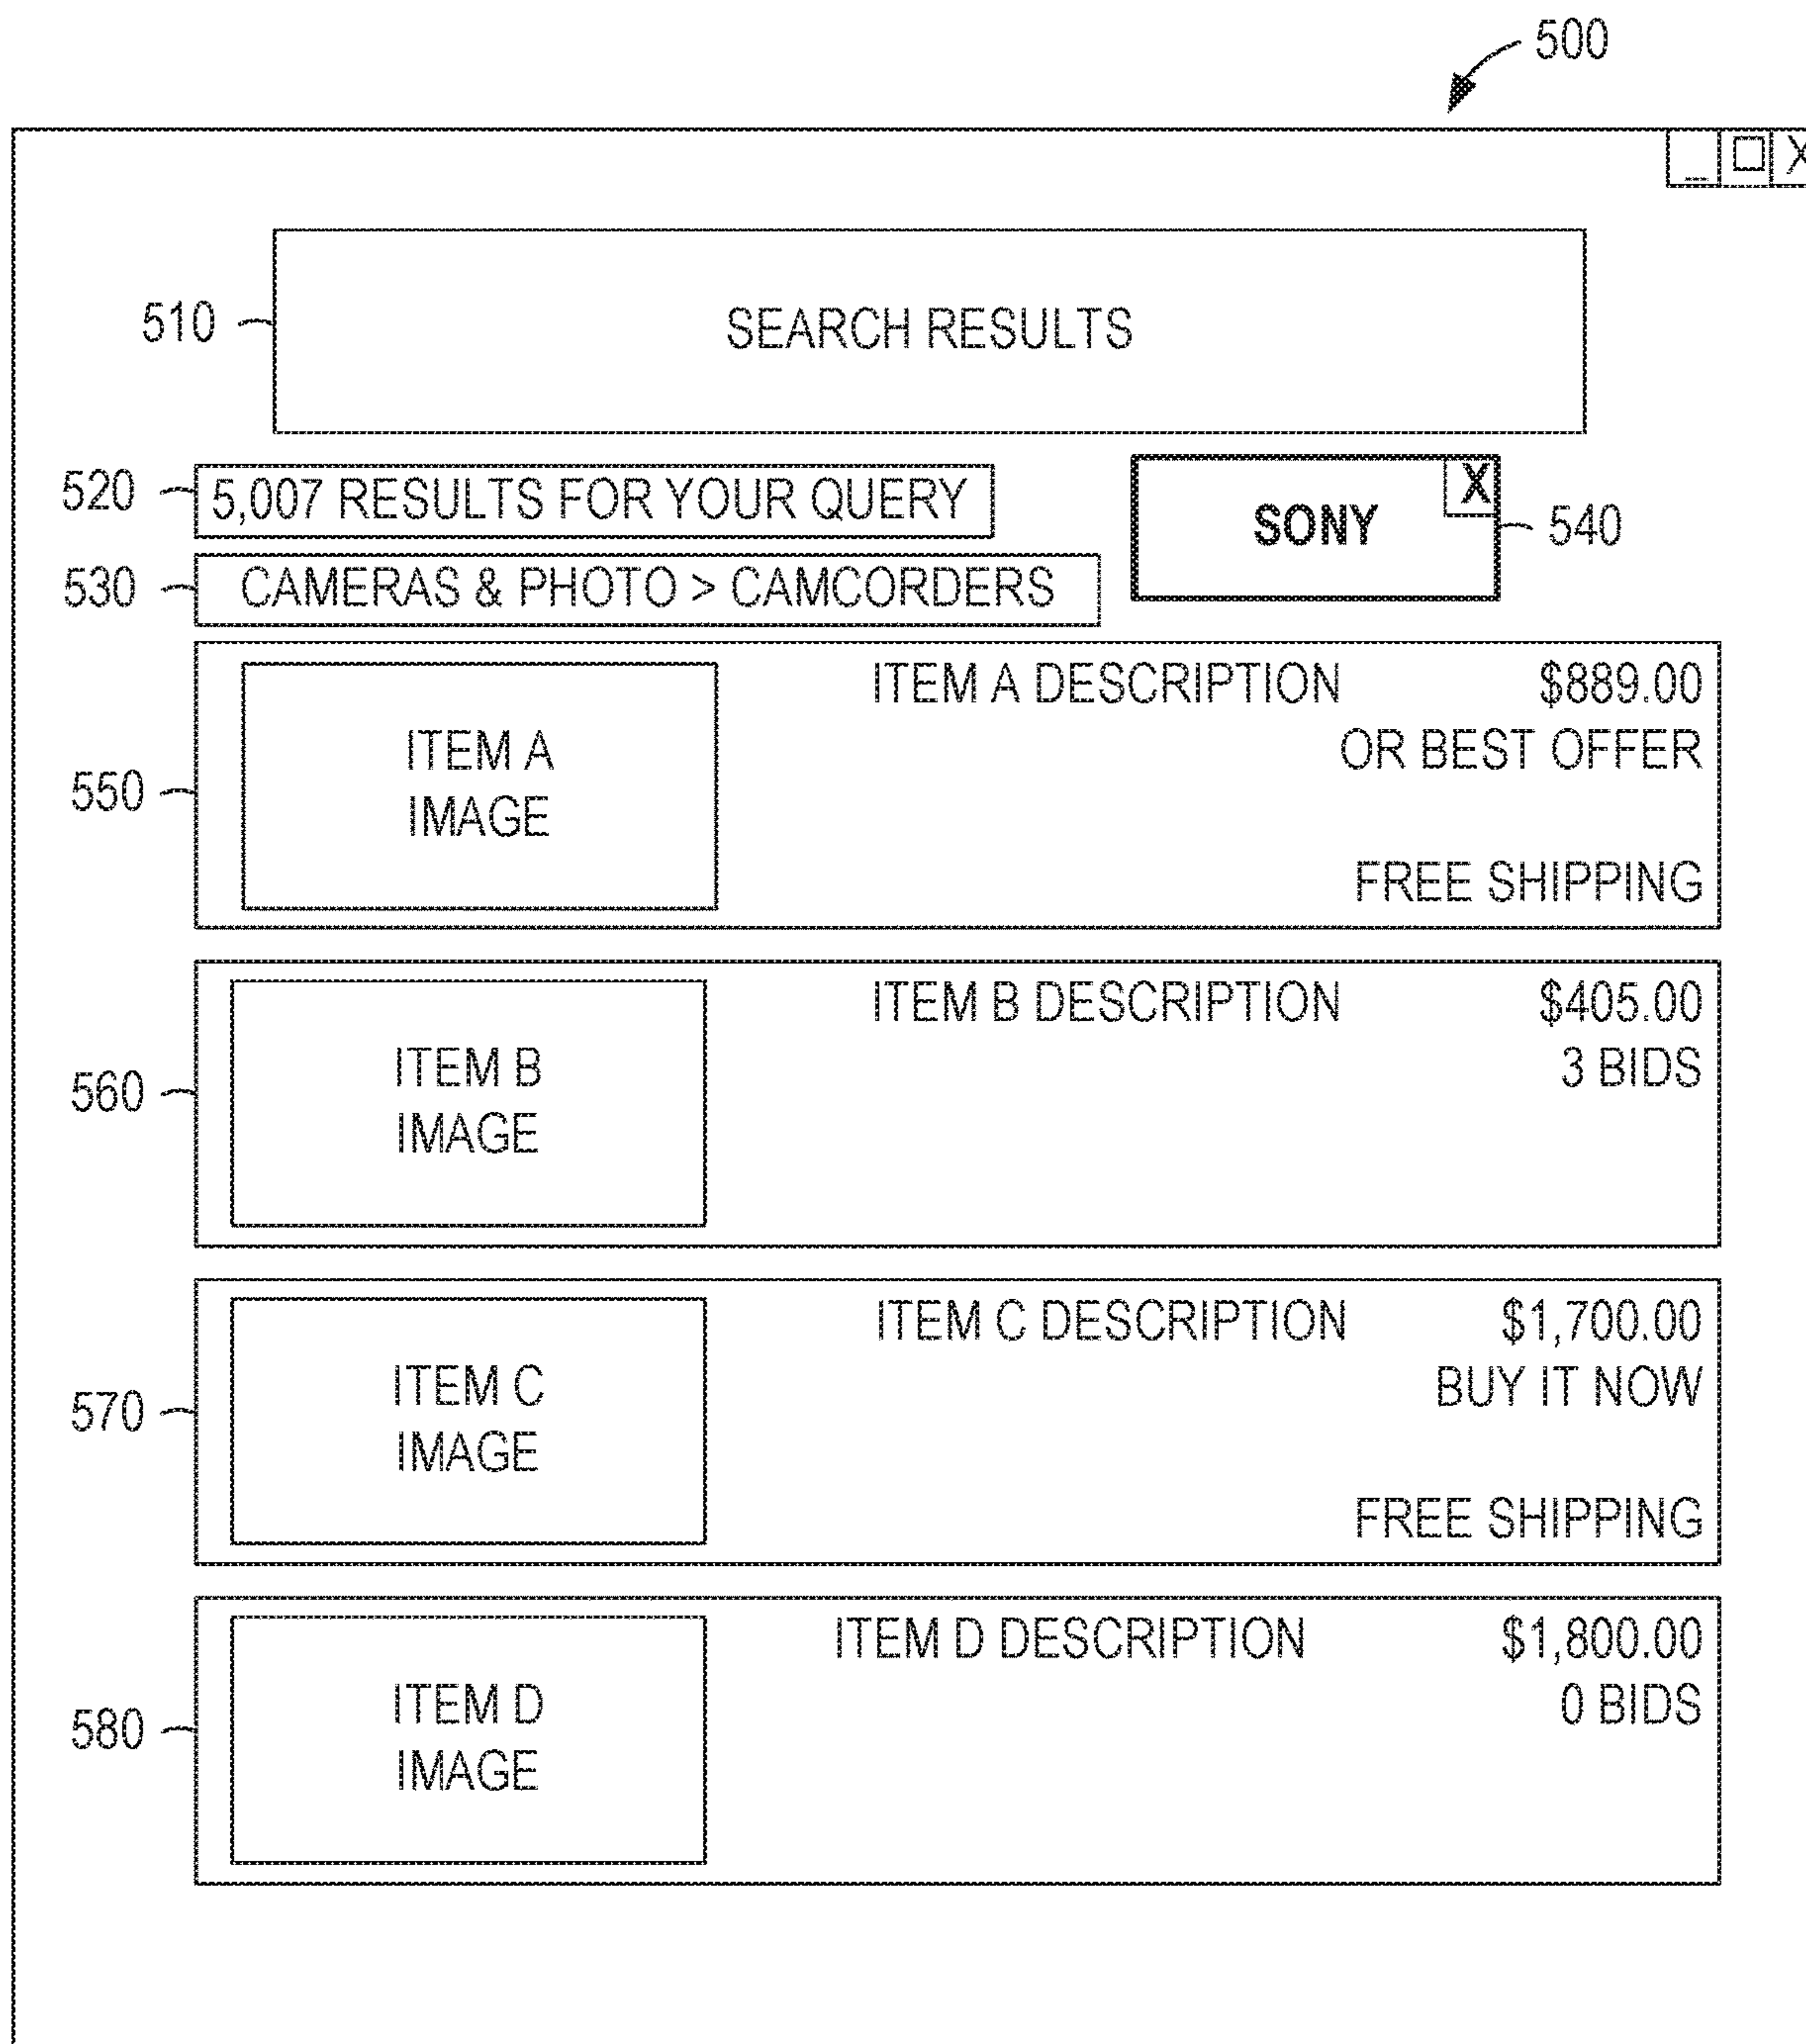 500
_ □ X
510
SEARCH RESULTS
520
5,007 RESULTS FOR YOUR QUERY
X
SONY
540
530
CAMERAS & PHOTO > CAMCORDERS
ITEM A DESCRIPTION $889.00
OR BEST OFFER
550
ITEM A
IMAGE
FREE SHIPPING
ITEM B DESCRIPTION $405.00
3 BIDS
560
ITEM B
IMAGE
ITEM C DESCRIPTION $1,700.00
BUY IT NOW
570
ITEM C
IMAGE
FREE SHIPPING
ITEM D DESCRIPTION $1,800.00
0 BIDS
580
ITEM D
IMAGE